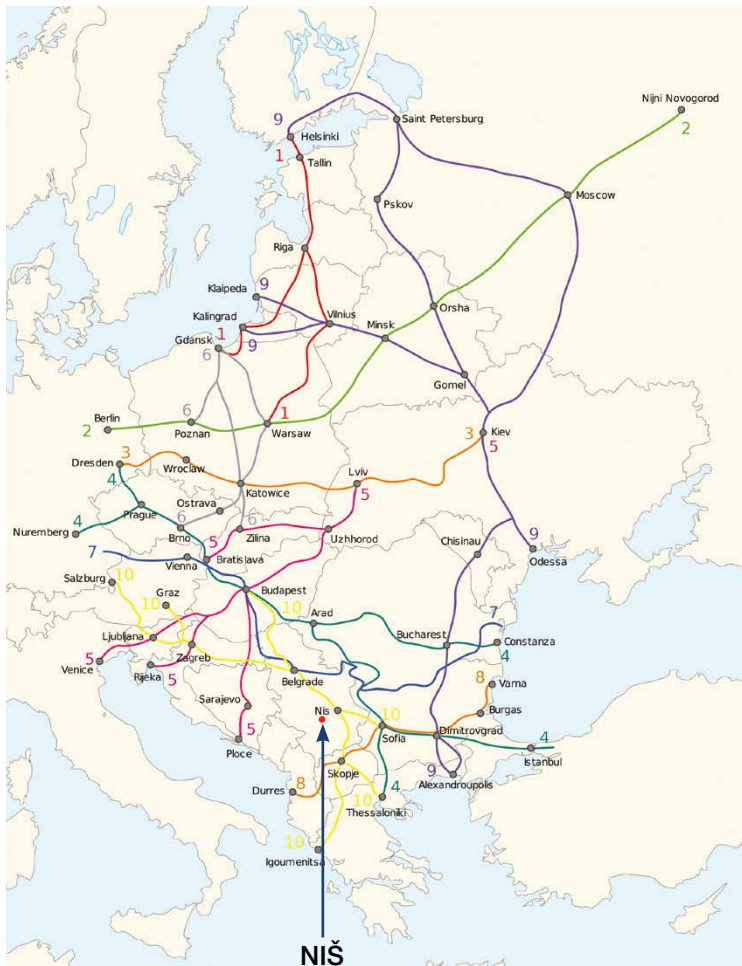 Nijni Novogorod
2
9
Saint Petersburg
Helsinki
1
Tallin
Pskov
Moscow
Riga
Klaipeda
9
Kalingrad
Vilnius
Orsha
Gdansk
1
6
9
Minsk
Gomel
Berlin
2
6
Poznan
1
Warsaw
3
Kiev
5
Dresden
3
4
Wroclaw
Lviv
5
Katowice
Ostrava
Prague
4
Nuremberg
6
Brno
6
Zilina
5
Uzhhorod
Chisinau
9
Odessa
7
Vienna
Bratislava
Salzburg
10
Graz
10
Budapest
10
Arad
7
Ljubljana
Bucharest
Constanza
4
Venice
5
Zagreb
Rijeka
5
Belgrade
8
Varna
Sarajevo
5
Ploce
Nis
10
Sofia
Burgas
Dimitrovgrad
4
Istanbul
Skopje
9
Alexandroupolis
Durres
8
10
4
Thessaloniki
10
Igoumenitsa
NIŠ